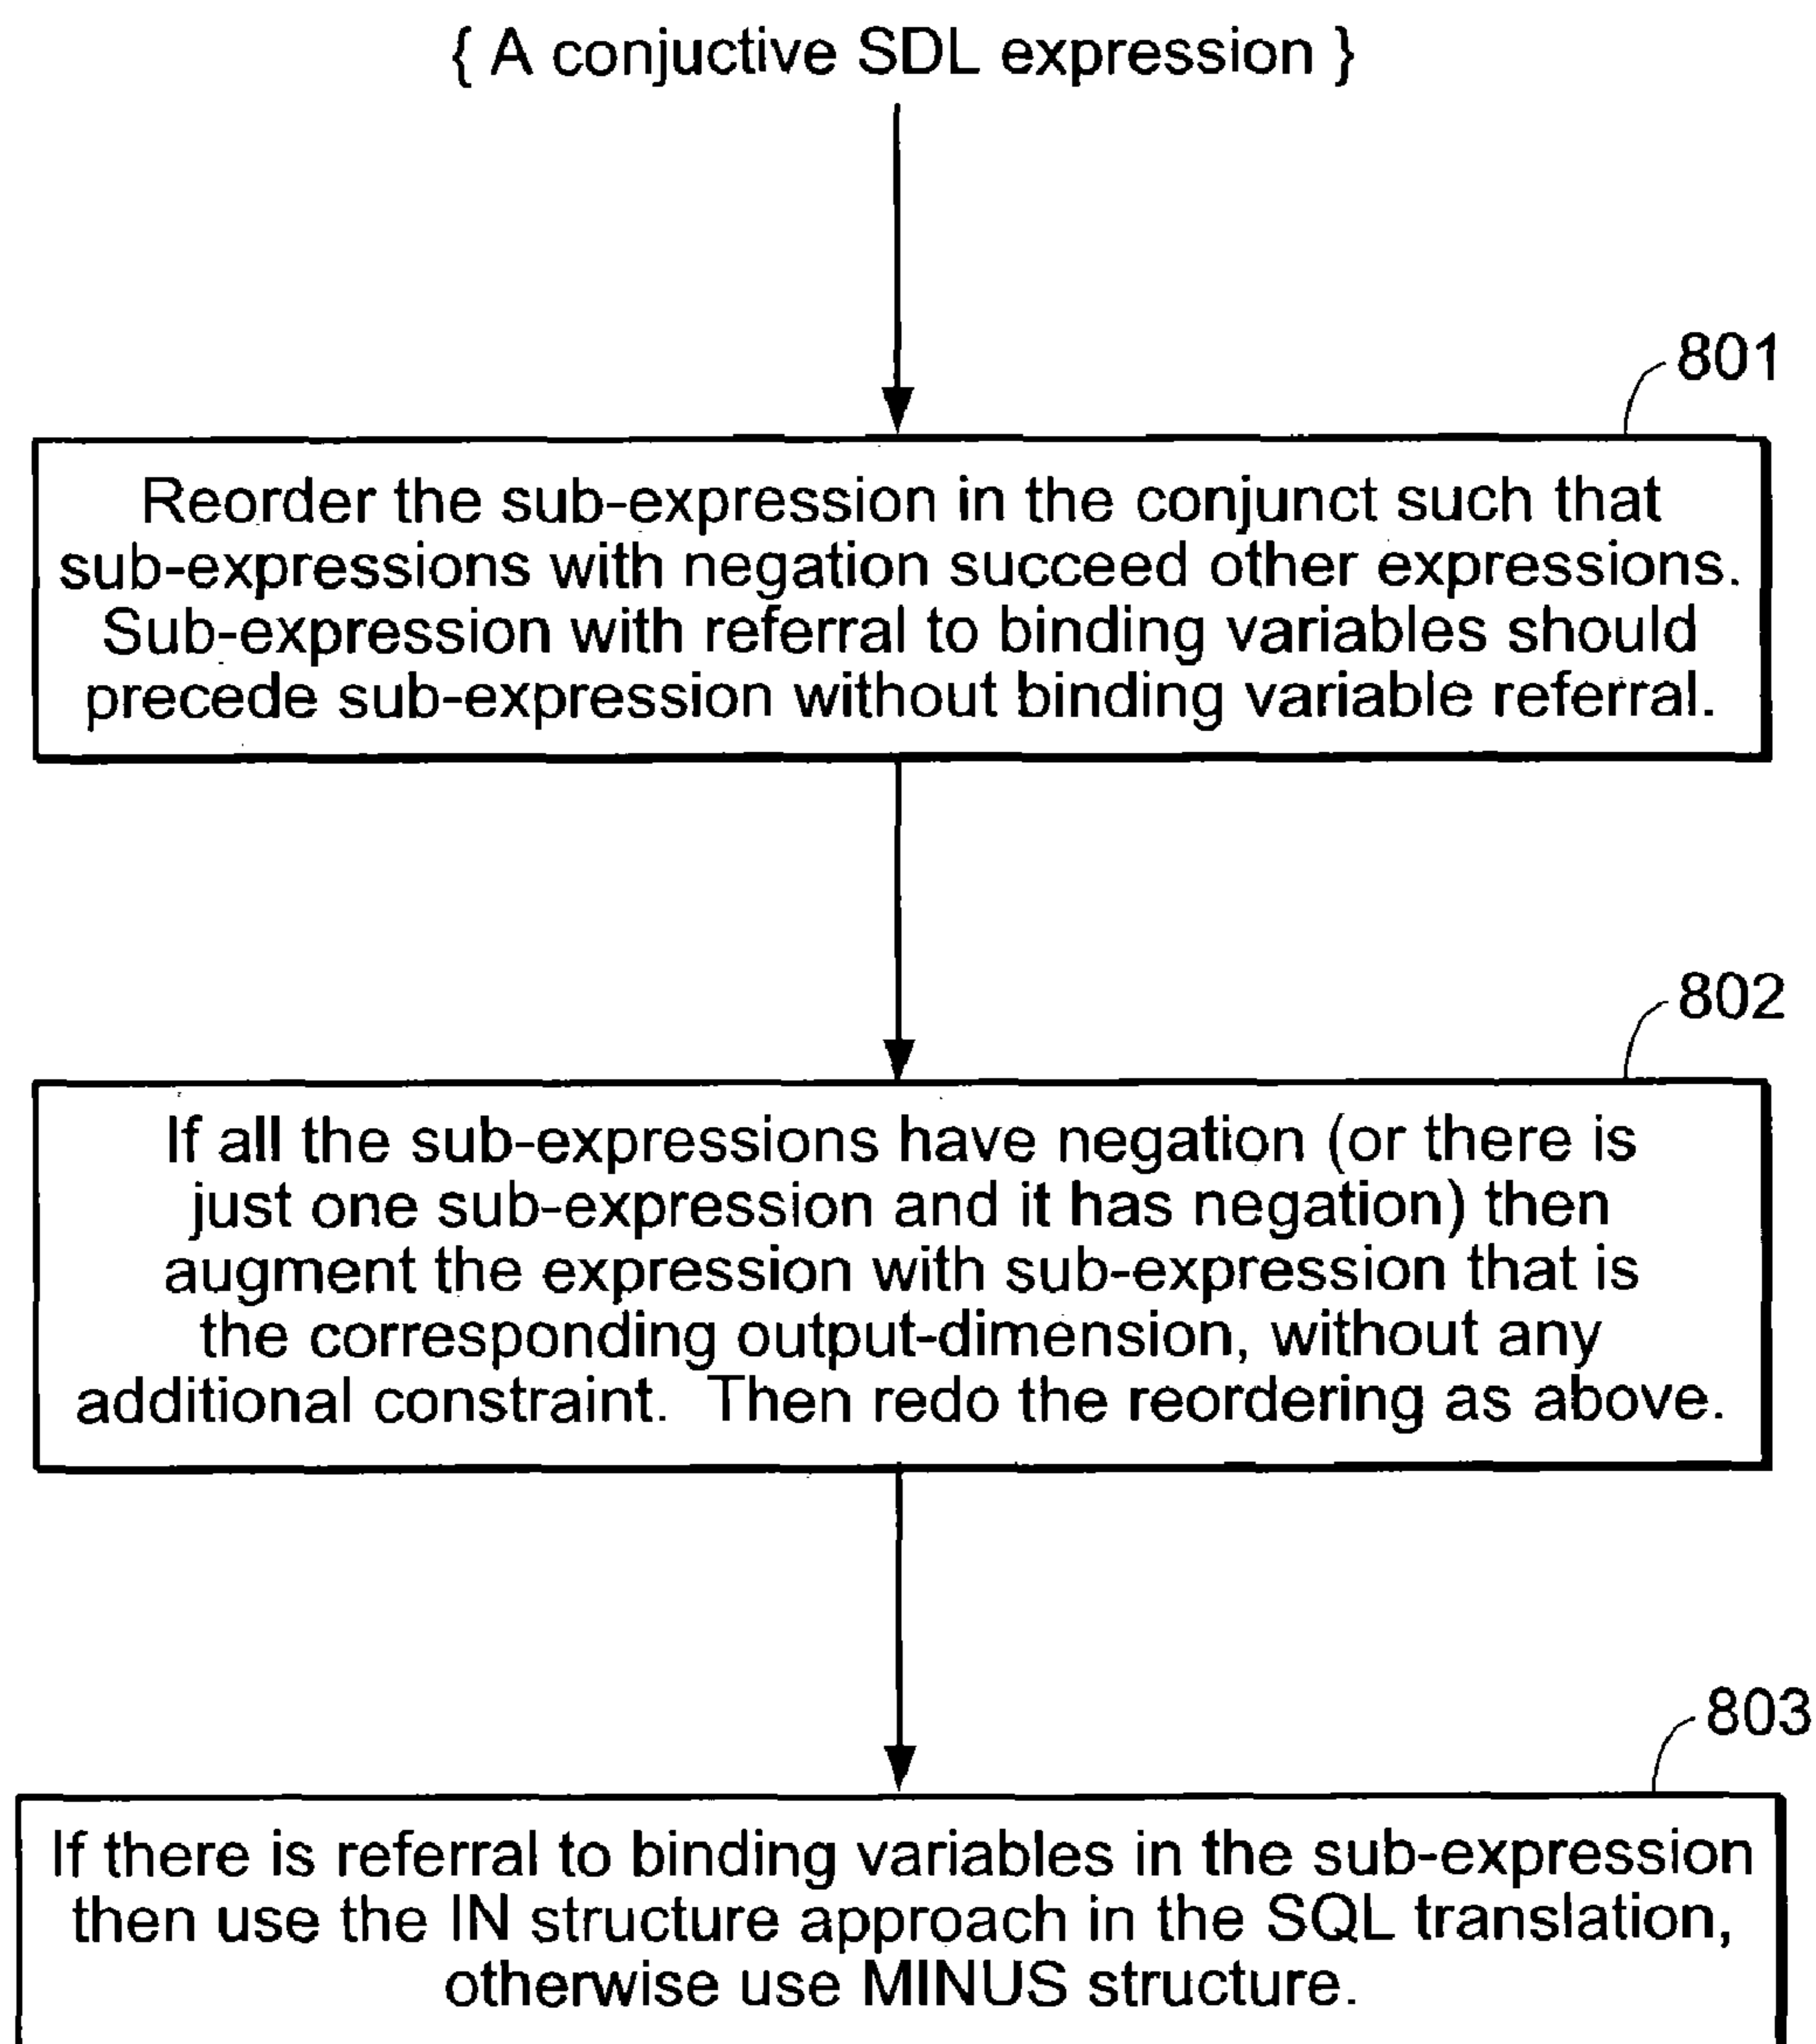 { A conjuctive SDL expression }
801
Reorder the sub-expression in the conjunct such that
sub-expressions with negation succeed other expressions.
Sub-expression with referral to binding variables should
precede sub-expression without binding variable referral.
802
If all the sub-expressions have negation (or there is
just one sub-expression and it has negation) then
augment the expression with sub-expression that is
the corresponding output-dimension, without any
additional constraint. Then redo the reordering as above.
803
If there is referral to binding variables in the sub-expression
then use the IN structure approach in the SQL translation,
otherwise use MINUS structure.